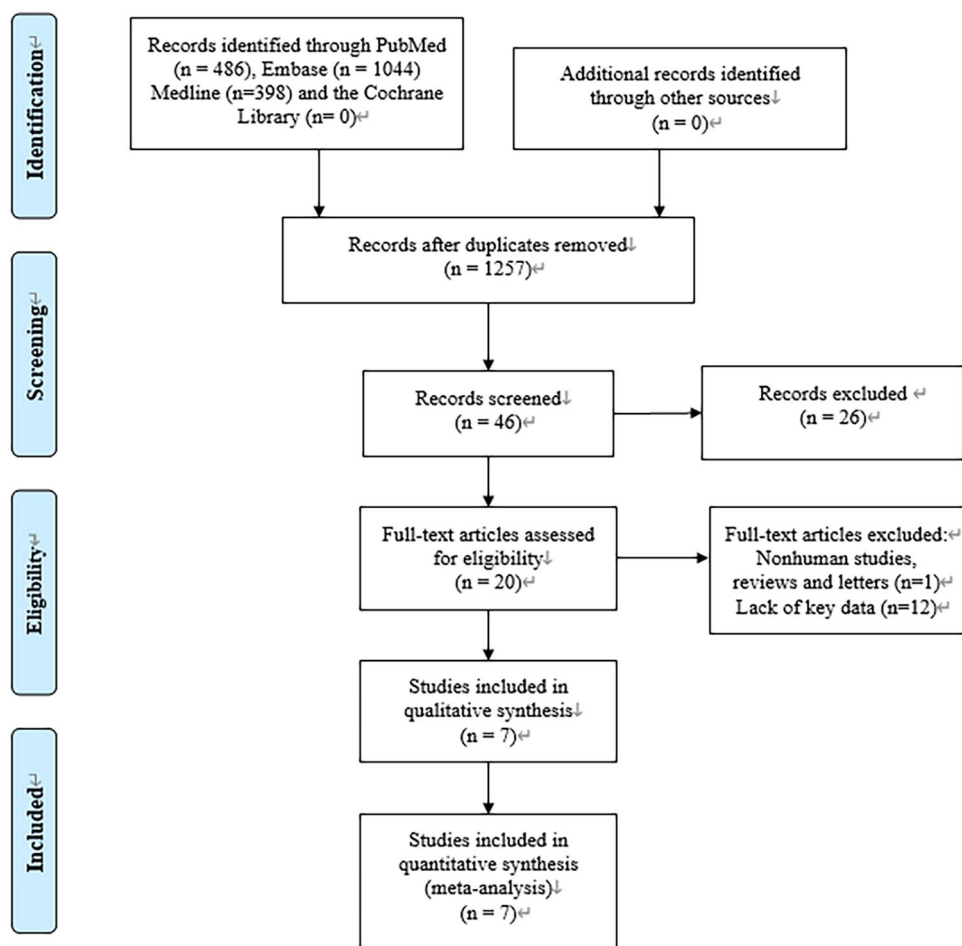 Identification↵
Records identified through PubMed
(n = 486), Embase (n = 1044)
Medline (n=398) and the Cochrane
Library (n= 0)↵
Additional records identified
through other sources↓
(n = 0)↵
Records after duplicates removed↓
(n = 1257)↵
Screening↵
Records screened↓
(n = 46)↵
Records excluded ↵
(n = 26)↵
Eligibility↵
Full-text articles assessed
for eligibility↓
(n = 20)↵
Full-text articles excluded:↵
Nonhuman studies,
reviews and letters (n=1)↵
Lack of key data (n=12)↵
Studies included in
qualitative synthesis↓
(n = 7)↵
Included↵
Studies included in
quantitative synthesis
(meta-analysis)↓
(n = 7)↵